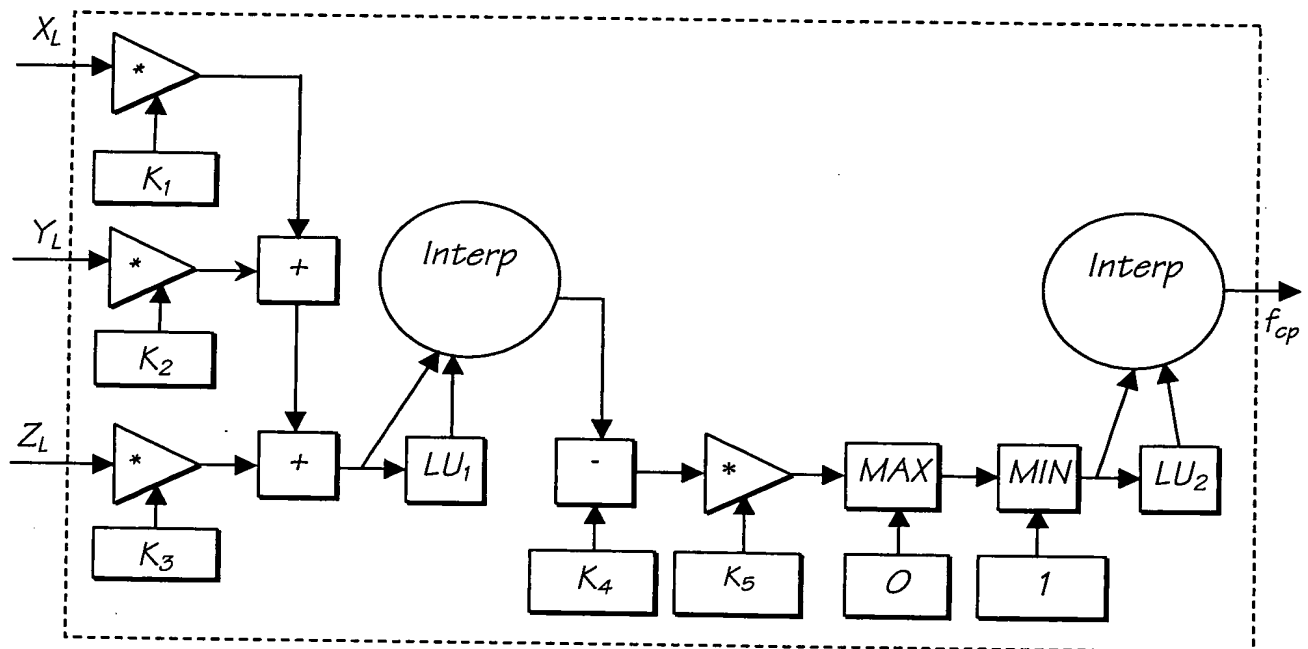 X_L
*
K_1
Y_L
*
+
Interp
Interp
f_cp
K_2
Z_L
*
+
LU_1
-
*
MAX
MIN
LU_2
K_3
K_4
K_5
0
1